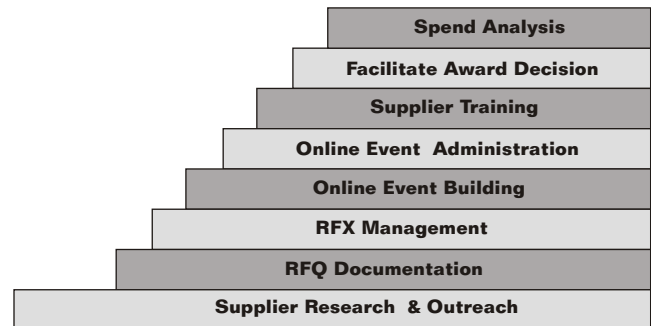 Spend Analysis
Facilitate Award Decision
Supplier Training
Online Event Administration
Online Event Building
RFX Management
RFQ Documentation
Supplier Research & Outreach